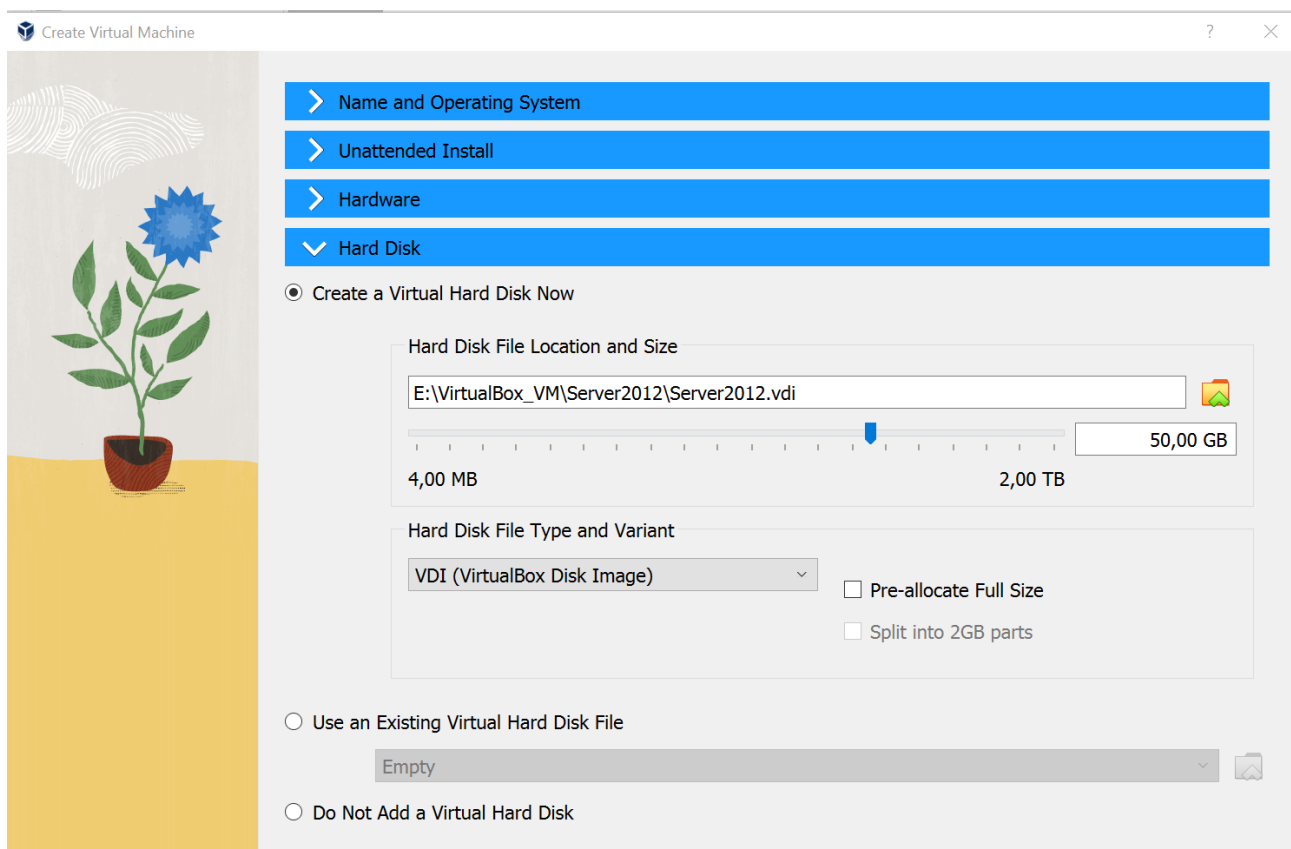 Create Virtual Machine ?
Name and Operating System
Unattended Install
Hardware
Hard Disk
Create a Virtual Hard Disk Now
Hard Disk File Location and Size
E:\VirtualBox_VM\Server2012\Server2012.vdi
50,00 GB
4,00 MB 2,00 TB
Hard Disk File Type and Variant
VDI (VirtualBox Disk Image)
Pre-allocate Full Size
Split into 2GB parts
Use an Existing Virtual Hard Disk File
Empty
Do Not Add a Virtual Hard Disk